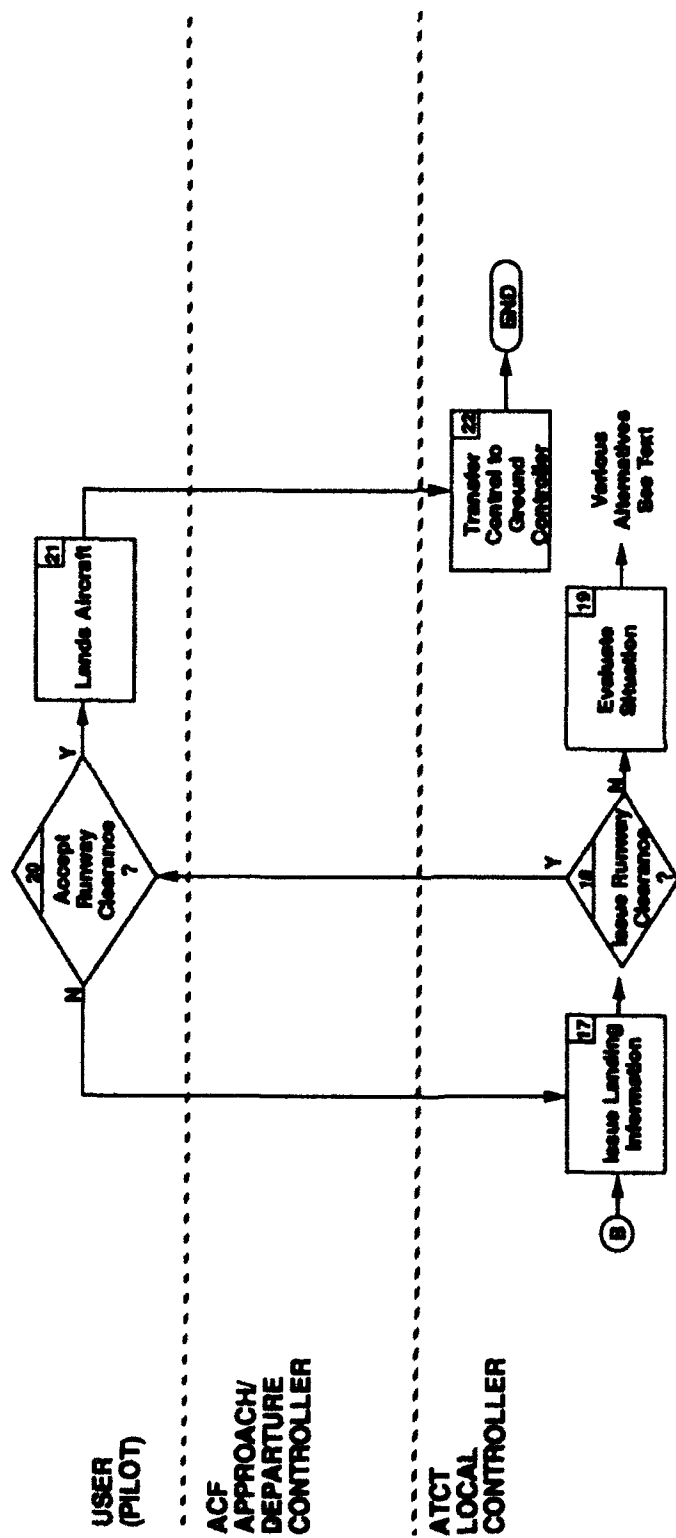 USER
(PILOT)
20
Accept
Runway
Clearance
?
N
Y
21
Lands Aircraft
ACF
APPROACH/
DEPARTURE
CONTROLLER
ATCT
LOCAL
CONTROLLER
22
Transfer
Control to
Ground
Controller
END
B
17
Issue Landing
Information
18
Issue Runway
Clearance
?
Y
N
19
Evaluate
Situation
Various
Alternatives
See Text